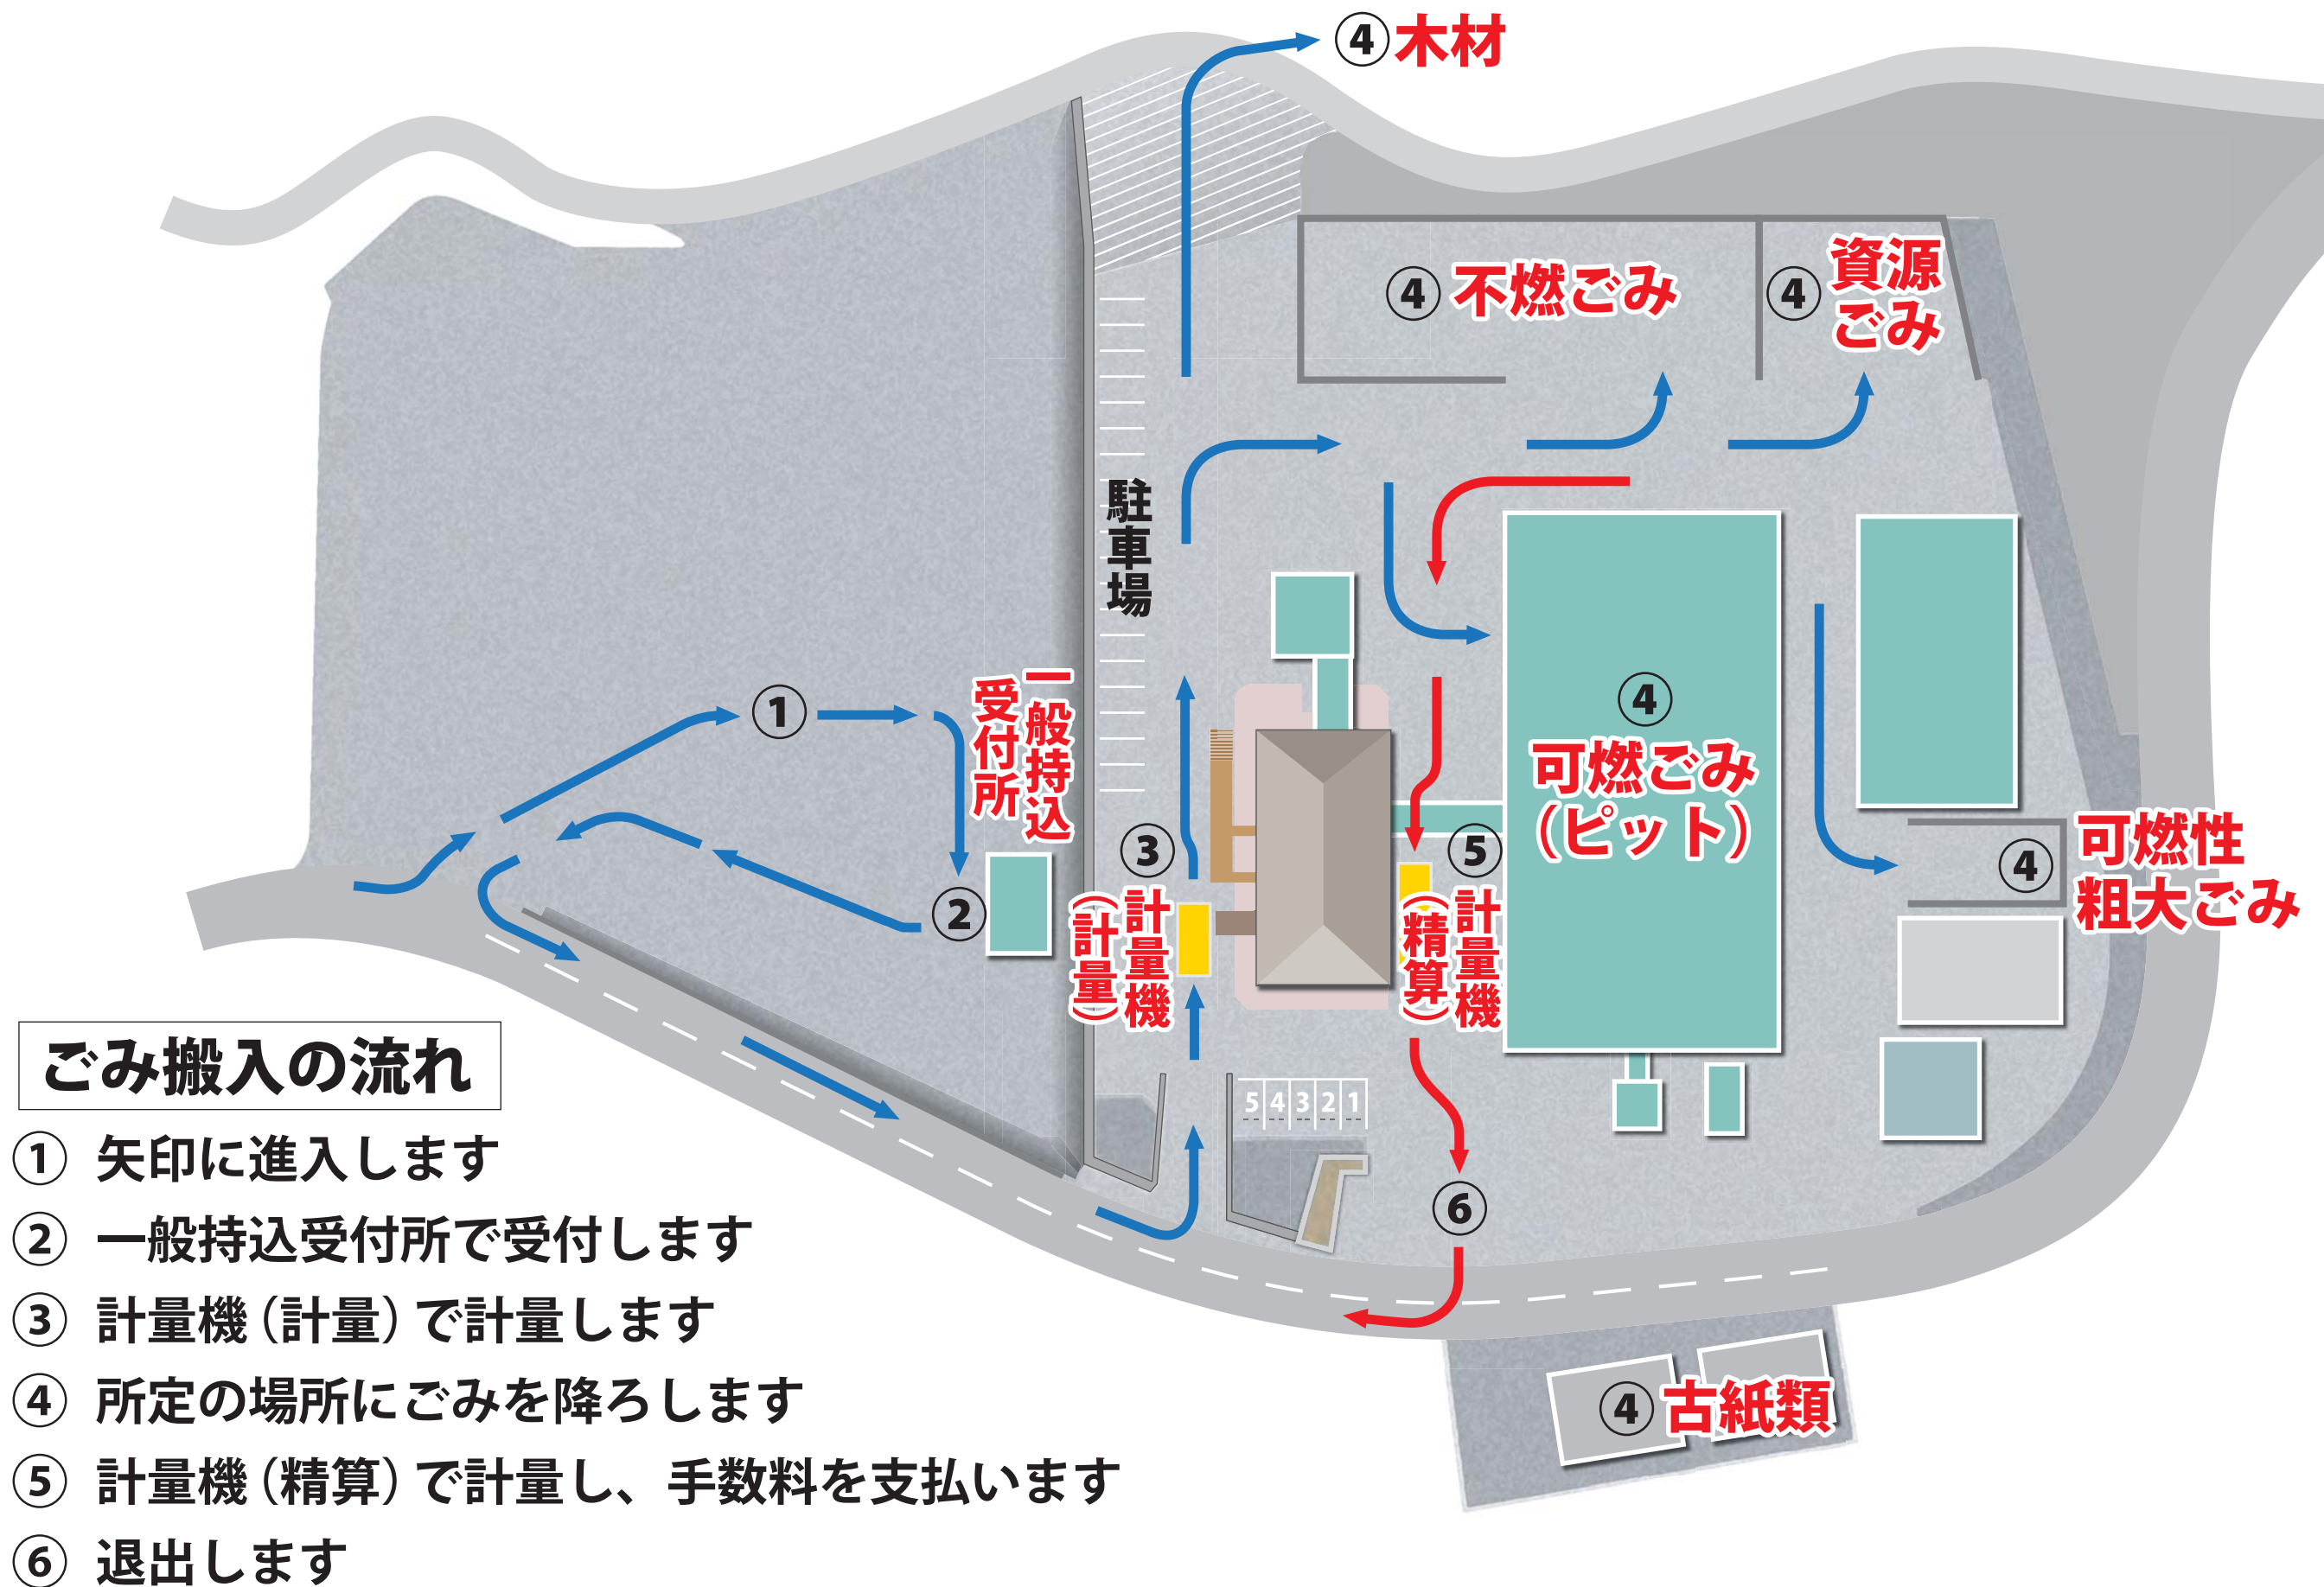 ④木材
④不燃ごみ
④資源
ごみ
駐車場
①
一般持込
受付所
②
③
計量機
（計量）
④
可燃ごみ
（ピット）
⑤
計量機
（精算）
④可燃性
粗大ごみ
5 4 3 2 1
⑥
④古紙類
ごみ搬入の流れ
① 矢印に進入します
② 一般持込受付所で受付します
③ 計量機（計量）で計量します
④ 所定の場所にごみを降ろします
⑤ 計量機（精算）で計量し、手数料を支払います
⑥ 退出します